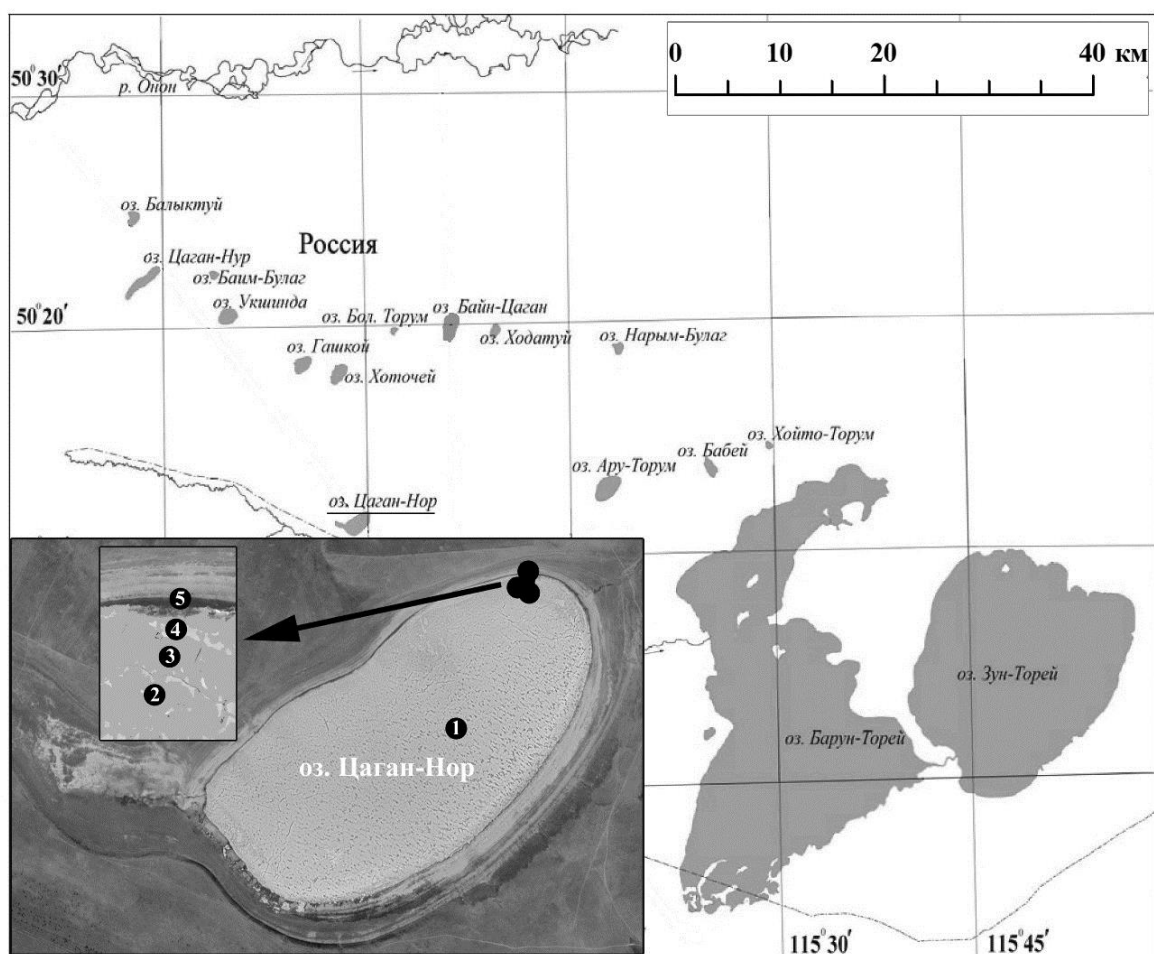 0 10 20 40 км
50°30′
р. Онон
оз. Балыктуй
Россия
оз. Цаган-Нур
оз. Баим-Булаг
оз. Укшинда
50°20′
оз. Бол. Торум
оз. Байн-Цаган
оз. Ходатуй
оз. Нарым-Булаг
оз. Гашкой
оз. Хоточей
оз. Хойто-Торум
оз. Бабей
оз. Ару-Торум
оз. Цаган-Нор
5
4
3
2
1
оз. Цаган-Нор
оз. Зун-Торей
оз. Барун-Торей
115°30′
115°45′